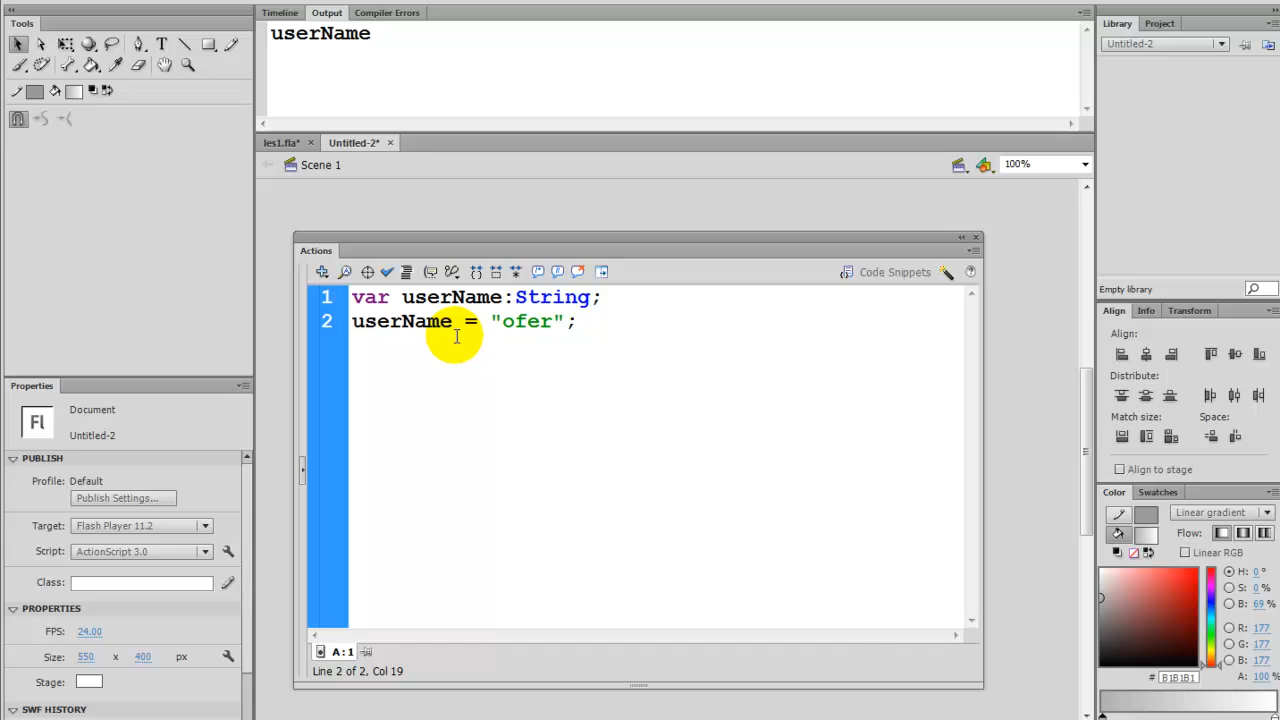 Tools
Timeline
Output
Compiler Errors
userName
Library
Project
Untitled-2
les1.fla*
Untitled-2*
Scene 1
100%
Actions
Code Snippets
1 var userName:String;
2 userName = "ofer";
A:1
Line 2 of 2, Col 19
Empty library
Align
Info
Transform
Align:
Distribute:
Match size:
Space:
Align to stage
Color
Swatches
Linear gradient
Flow:
Linear RGB
H: 0 °
S: 0 %
B: 69 %
R: 177
G: 177
B: 177
# B1B1B1
A: 100 %
Properties
Fl
Document
Untitled-2
PUBLISH
Profile: Default
Publish Settings...
Target: Flash Player 11.2
Script: ActionScript 3.0
Class:
PROPERTIES
FPS: 24.00
Size: 550 x 400 px
Stage:
SWF HISTORY